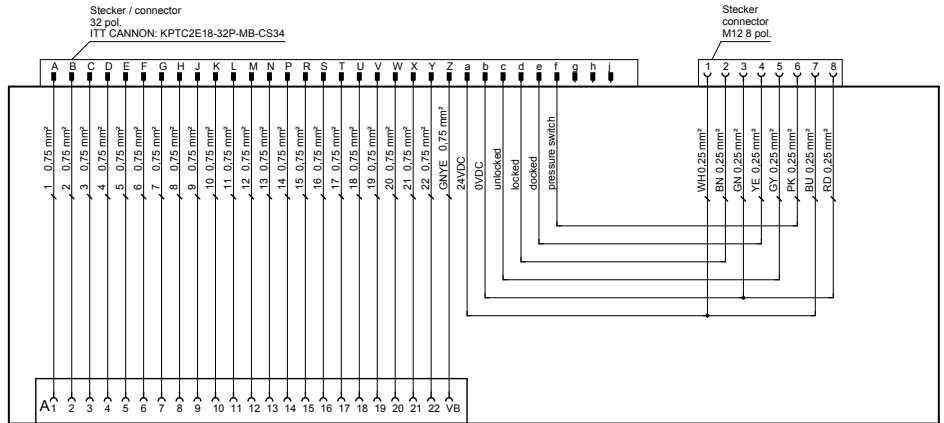 Stecker / connector
32 pol.
ITT CANNON: KPTC2E18-32P-MB-CS34
Stecker
connector
M12 8 pol.
A B C D E F G H J K L M N P R S T U V W X Y Z a b c d e f g h j
1 2 3 4 5 6 7 8
1 0,75 mm²
2 0,75 mm²
3 0,75 mm²
4 0,75 mm²
5 0,75 mm²
6 0,75 mm²
7 0,75 mm²
8 0,75 mm²
9 0,75 mm²
10 0,75 mm²
11 0,75 mm²
12 0,75 mm²
13 0,75 mm²
14 0,75 mm²
15 0,75 mm²
16 0,75 mm²
17 0,75 mm²
18 0,75 mm²
19 0,75 mm²
20 0,75 mm²
21 0,75 mm²
22 0,75 mm²
GNYE 0,75 mm²
24VDC
0VDC
unlocked
locked
docked
pressure switch
WH 0,25 mm²
BN 0,25 mm²
GN 0,25 mm²
YE 0,25 mm²
GY 0,25 mm²
PK 0,25 mm²
BU 0,25 mm²
RD 0,25 mm²
A 1 2 3 4 5 6 7 8 9 10 11 12 13 14 15 16 17 18 19 20 21 22 VB